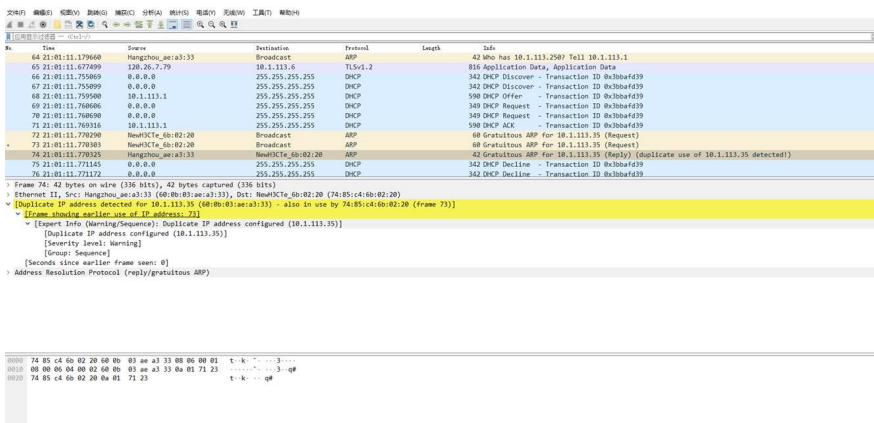 文件(F) 编辑(E) 视图(V) 跳转(G) 捕获(C) 分析(A) 统计(S) 电话(Y) 无线(W) 工具(T) 帮助(H)
应用显示过滤器 … <Ctrl-/>
No. Time Source Destination Protocol Length Info
64 21:01:11.179660 Hangzhou_ae:a3:33 Broadcast ARP 42 Who has 10.1.113.250? Tell 10.1.113.1
65 21:01:11.677499 120.26.7.79 10.1.113.6 TLSv1.2 816 Application Data, Application Data
66 21:01:11.755069 0.0.0.0 255.255.255.255 DHCP 342 DHCP Discover - Transaction ID 0x3bbafd39
67 21:01:11.755099 0.0.0.0 255.255.255.255 DHCP 342 DHCP Discover - Transaction ID 0x3bbafd39
68 21:01:11.759500 10.1.113.1 255.255.255.255 DHCP 590 DHCP Offer - Transaction ID 0x3bbafd39
69 21:01:11.760606 0.0.0.0 255.255.255.255 DHCP 349 DHCP Request - Transaction ID 0x3bbafd39
70 21:01:11.760690 0.0.0.0 255.255.255.255 DHCP 349 DHCP Request - Transaction ID 0x3bbafd39
71 21:01:11.769316 10.1.113.1 255.255.255.255 DHCP 590 DHCP ACK - Transaction ID 0x3bbafd39
72 21:01:11.770290 NewH3CTe_6b:02:20 Broadcast ARP 60 Gratuitous ARP for 10.1.113.35 (Request)
73 21:01:11.770303 NewH3CTe_6b:02:20 Broadcast ARP 60 Gratuitous ARP for 10.1.113.35 (Request)
74 21:01:11.770325 Hangzhou_ae:a3:33 NewH3CTe_6b:02:20 ARP 42 Gratuitous ARP for 10.1.113.35 (Reply) (duplicate use of 10.1.113.35 detected!)
75 21:01:11.771145 0.0.0.0 255.255.255.255 DHCP 342 DHCP Decline - Transaction ID 0x3bbafd39
76 21:01:11.771172 0.0.0.0 255.255.255.255 DHCP 342 DHCP Decline - Transaction ID 0x3bbafd39
Frame 74: 42 bytes on wire (336 bits), 42 bytes captured (336 bits)
Ethernet II, Src: Hangzhou_ae:a3:33 (60:0b:03:ae:a3:33), Dst: NewH3CTe_6b:02:20 (74:85:c4:6b:02:20)
[Duplicate IP address detected for 10.1.113.35 (60:0b:03:ae:a3:33) - also in use by 74:85:c4:6b:02:20 (frame 73)]
[Frame showing earlier use of IP address: 73]
[Expert Info (Warning/Sequence): Duplicate IP address configured (10.1.113.35)]
[Duplicate IP address configured (10.1.113.35)]
[Severity level: Warning]
[Group: Sequence]
[Seconds since earlier frame seen: 0]
Address Resolution Protocol (reply/gratuitous ARP)
0000 74 85 c4 6b 02 20 60 0b 03 ae a3 33 08 06 00 01 t··k· `· ···3····
0010 08 00 06 04 00 02 60 0b 03 ae a3 33 0a 01 71 23 ······`· ···3··q#
0020 74 85 c4 6b 02 20 0a 01 71 23 t··k· ·· q#